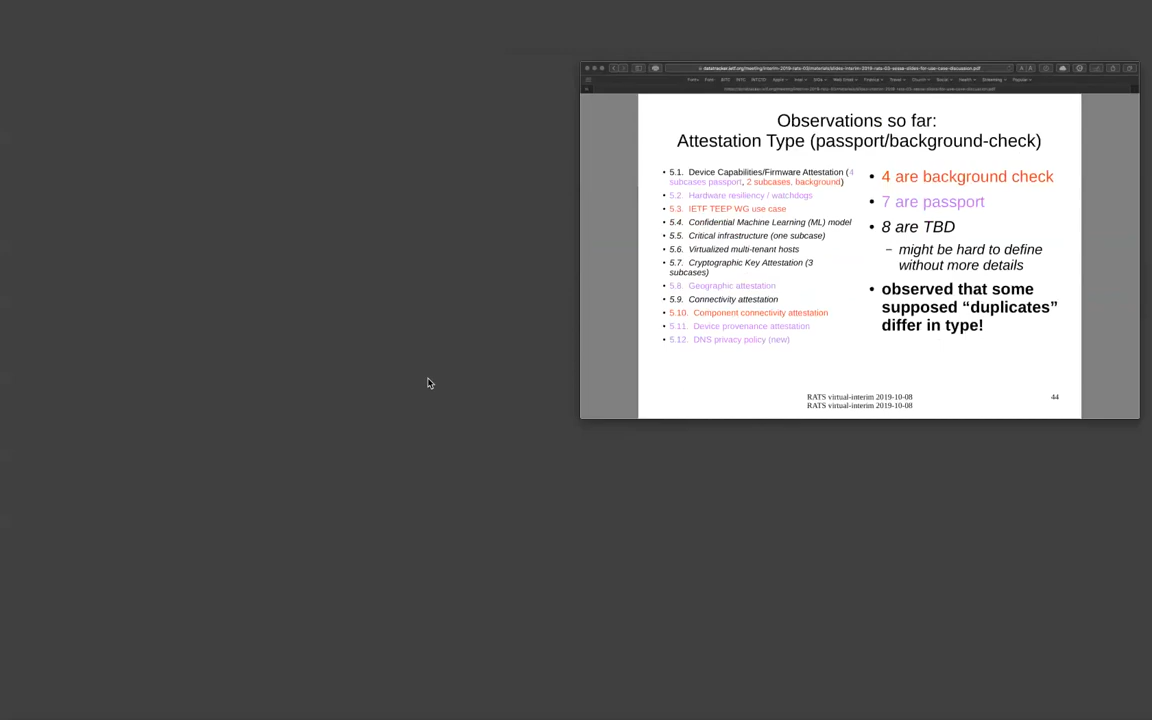 Observations so far:
Attestation Type (passport/background-check)
• 5.1. Device Capabilities/Firmware Attestation (4
subcases passport, 2 subcases, background)
• 5.2. Hardware resiliency / watchdogs
• 5.3. IETF TEEP WG use case
• 5.4. Confidential Machine Learning (ML) model
• 5.5. Critical infrastructure (one subcase)
• 5.6. Virtualized multi-tenant hosts
• 5.7. Cryptographic Key Attestation (3
subcases)
• 5.8. Geographic attestation
• 5.9. Connectivity attestation
• 5.10. Component connectivity attestation
• 5.11. Device provenance attestation
• 5.12. DNS privacy policy (new)
• 4 are background check
• 7 are passport
• 8 are TBD
– might be hard to define
without more details
• observed that some
supposed “duplicates”
differ in type!
RATS virtual-interim 2019-10-08
RATS virtual-interim 2019-10-08
44